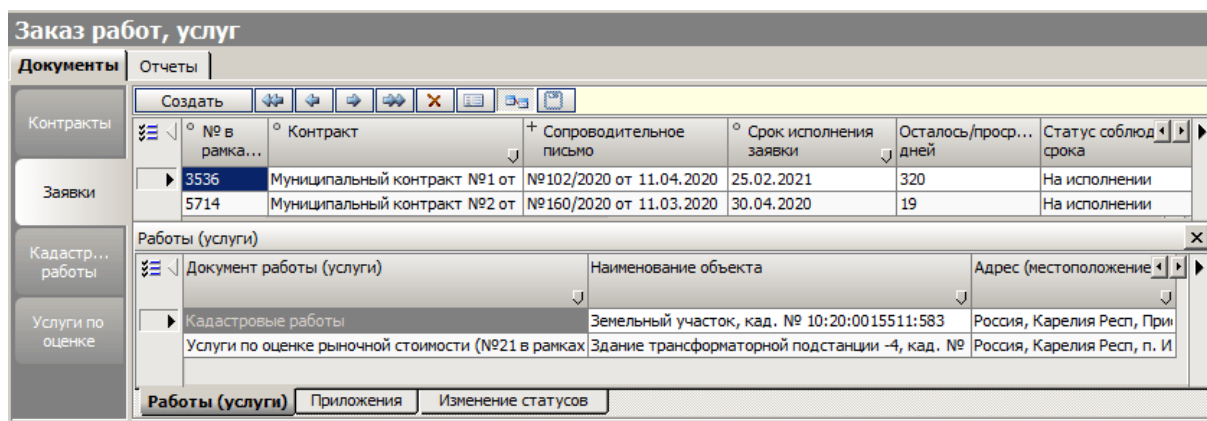 Заказ работ, услуг
Документы Отчеты
Создать
Контракты
Заявки
Кадастр... работы
Услуги по оценке
№ в рамка... Контракт Сопроводительное письмо Срок исполнения заявки Осталось/проср... дней Статус соблюд срока
3536 Муниципальный контракт №1 от №102/2020 от 11.04.2020 25.02.2021 320 На исполнении
5714 Муниципальный контракт №2 от №160/2020 от 11.03.2020 30.04.2020 19 На исполнении
Работы (услуги)
Документ работы (услуги) Наименование объекта Адрес (местоположение
Кадастровые работы Земельный участок, кад. № 10:20:0015511:583 Россия, Карелия Респ, При
Услуги по оценке рыночной стоимости (№21 в рамках Здание трансформаторной подстанции -4, кад. № Россия, Карелия Респ, п. И
Работы (услуги) Приложения Изменение статусов